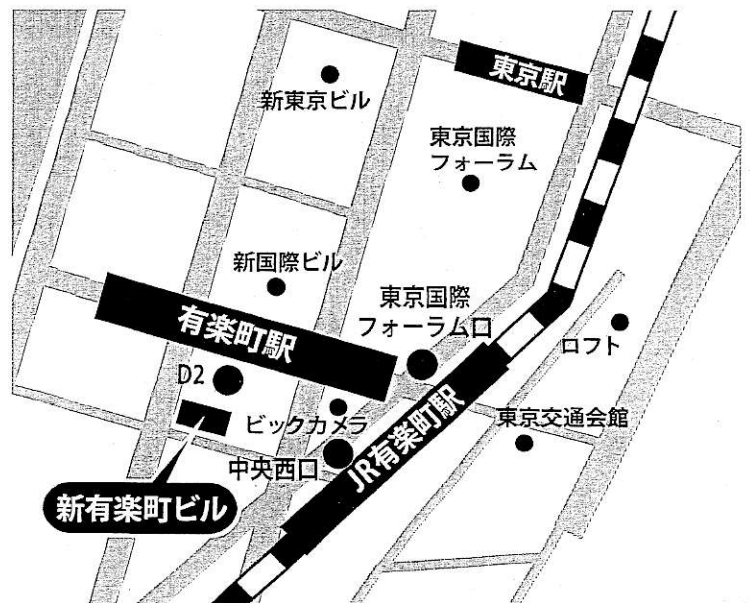 東京駅
新東京ビル
東京国際
フォーラム
新国際ビル
東京国際
フォーラム口
有楽町駅
ロフト
D2
ビックカメラ
東京交通会館
JR有楽町駅
中央西口
新有楽町ビル